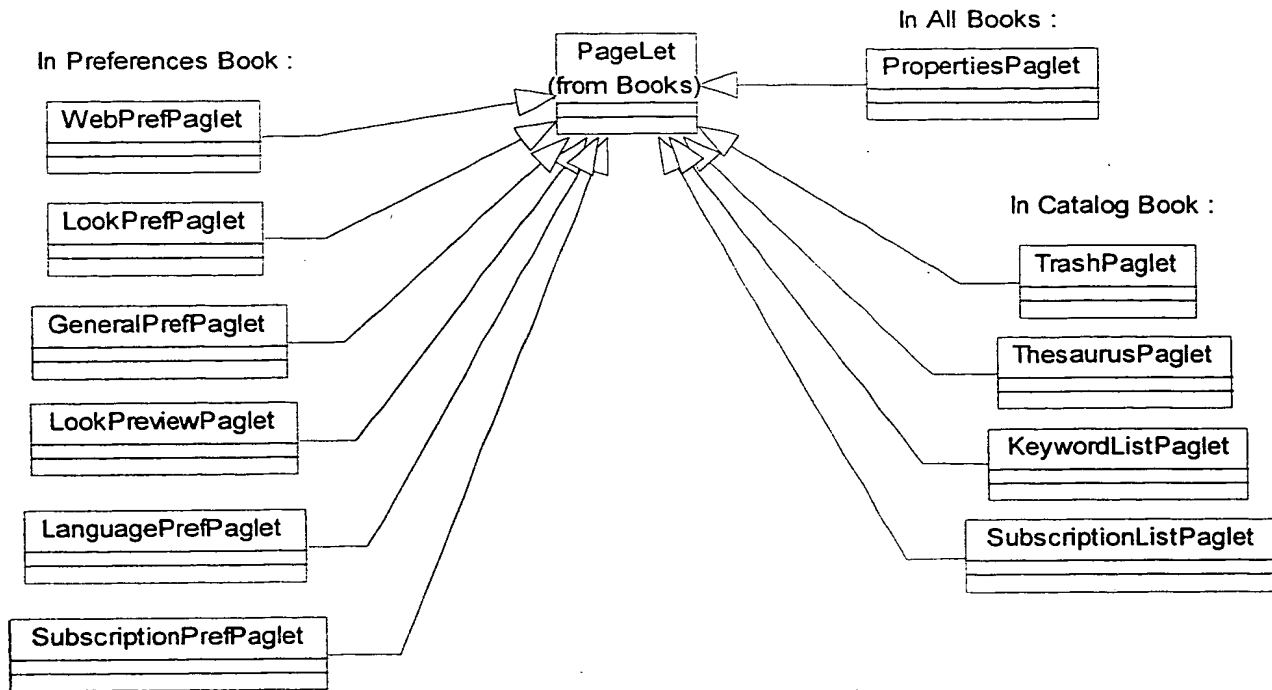 In All Books :
PageLet
(from Books)
PropertiesPaglet
In Preferences Book :
WebPrefPaglet
LookPrefPaglet
GeneralPrefPaglet
LookPreviewPaglet
LanguagePrefPaglet
SubscriptionPrefPaglet
In Catalog Book :
TrashPaglet
ThesaurusPaglet
KeywordListPaglet
SubscriptionListPaglet